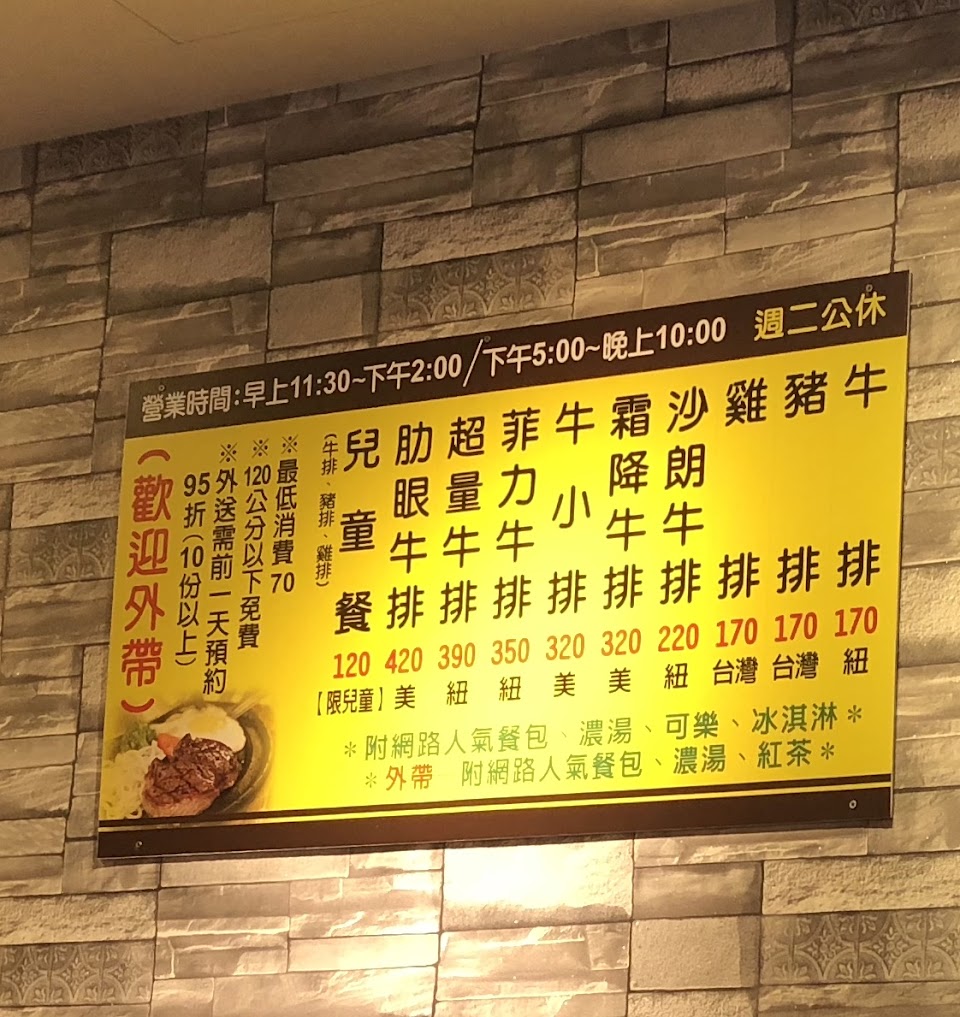 營業時間:早上11:30~下午2:00/下午5:00~晚上10:00 週二公休
牛排 170 紐
豬排 170 台灣
雞排 170 台灣
沙朗牛排 220 紐
霜降牛排 320 美
牛小排 320 美
菲力牛排 350 紐
超量牛排 390 紐
肋眼牛排 420 美
兒童餐 120 【限兒童】
(牛排、豬排、雞排)
※最低消費70
※120公分以下免費
※外送需前一天預約
95折(10份以上)
(歡迎外帶)
＊附網路人氣餐包、濃湯、可樂、冰淇淋＊
＊外帶 附網路人氣餐包、濃湯、紅茶＊